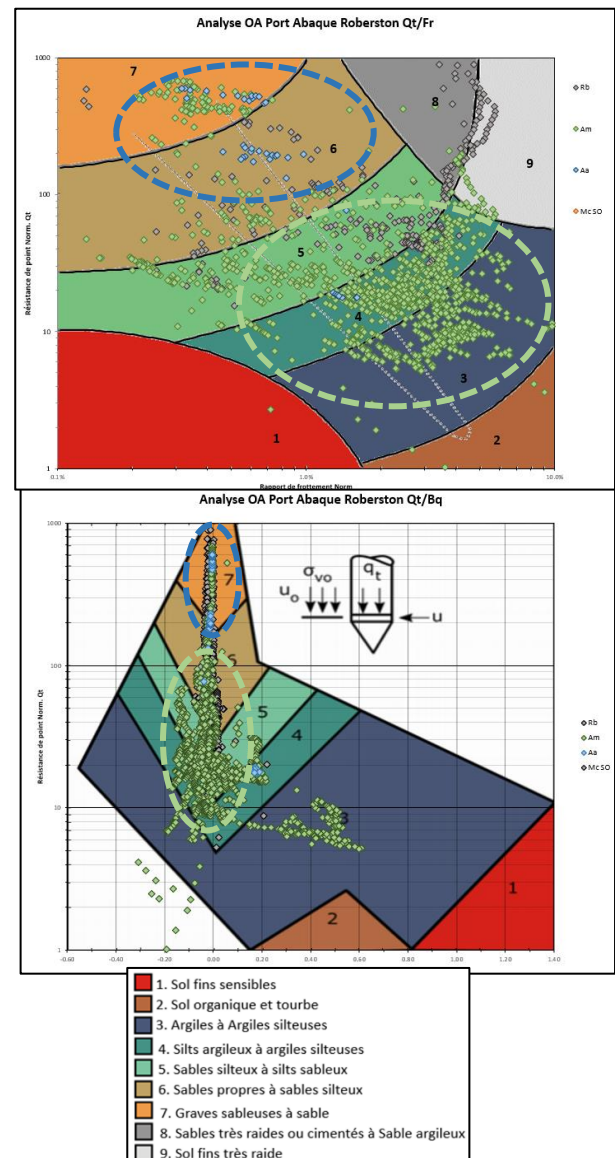 Analyse OA Port Abaque Roberston Qt/Fr
1000
100
10
1
0.1%
1.0%
10.0%
Résistance de point Norm. Qt
Rapport de frottement Norm.
7
8
6
9
5
4
3
1
2
Rb
Am
Aa
Mc SO
Analyse OA Port Abaque Roberston Qt/Bq
1000
100
10
1
-0.60
-0.40
-0.20
0.00
0.20
0.40
0.60
0.80
1.00
1.20
1.40
Résistance de point Norm. Qt
7
6
5
4
3
2
1
σvo
qt
uo
u
Rb
Am
Aa
Mc SO
1. Sol fins sensibles
2. Sol organique et tourbe
3. Argiles à Argiles silteuses
4. Silts argileux à argiles silteuses
5. Sables silteux à silts sableux
6. Sables propres à sables silteux
7. Graves sableuses à sable
8. Sables très raides ou cimentés à Sable argileux
9. Sol fins très raide